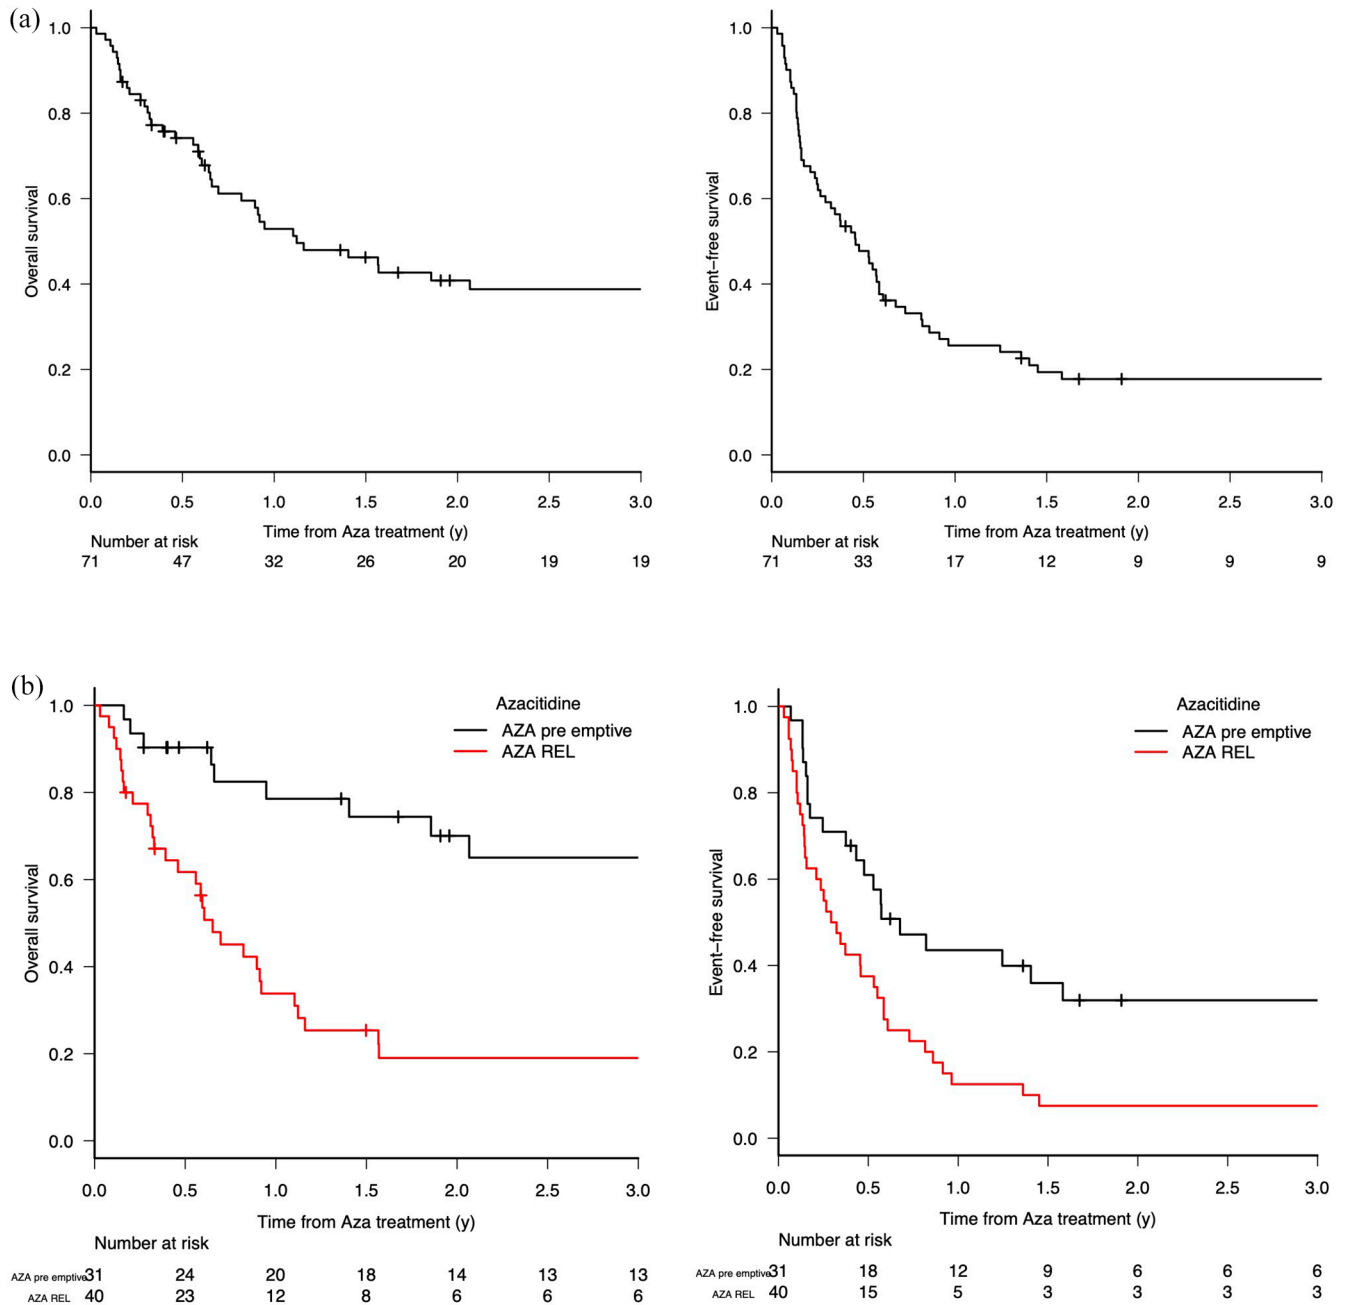 (a)
1.0
0.8
0.6
0.4
0.2
0.0
Overall survival
0.0 0.5 1.0 1.5 2.0 2.5 3.0
Time from Aza treatment (y)
Number at risk
71 47 32 26 20 19 19
1.0
0.8
0.6
0.4
0.2
0.0
Event−free survival
0.0 0.5 1.0 1.5 2.0 2.5 3.0
Time from Aza treatment (y)
Number at risk
71 33 17 12 9 9 9
(b)
Azacitidine
AZA pre emptive
AZA REL
1.0
0.8
0.6
0.4
0.2
0.0
Overall survival
0.0 0.5 1.0 1.5 2.0 2.5 3.0
Time from Aza treatment (y)
Number at risk
AZA pre emptive 31 24 20 18 14 13 13
AZA REL 40 23 12 8 6 6 6
Azacitidine
AZA pre emptive
AZA REL
1.0
0.8
0.6
0.4
0.2
0.0
Event−free survival
0.0 0.5 1.0 1.5 2.0 2.5 3.0
Time from Aza treatment (y)
Number at risk
AZA pre emptive 31 18 12 9 6 6 6
AZA REL 40 15 5 3 3 3 3